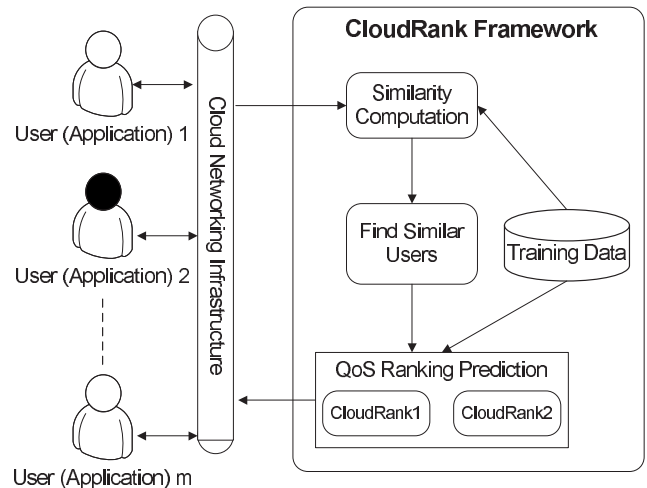 CloudRank Framework
User (Application) 1
User (Application) 2
User (Application) m
Cloud Networking Infrastructure
Similarity
Computation
Find Similar
Users
Training Data
QoS Ranking Prediction
CloudRank1
CloudRank2